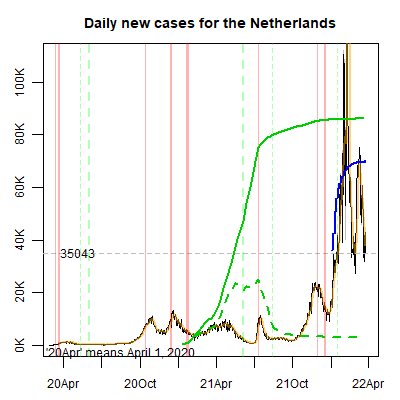 Daily new cases for the Netherlands
100K
80K
60K
40K
35043
20K
0K
"20Apr" means April 1, 2020
20Apr
20Oct
21Apr
21Oct
22Apr